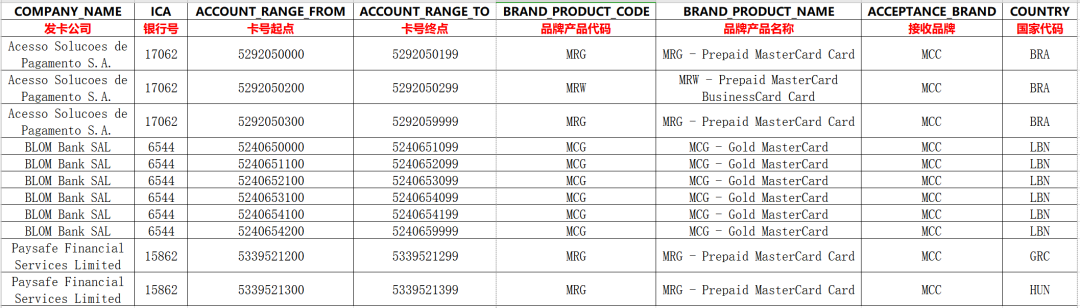 COMPANY_NAME ICA ACCOUNT_RANGE_FROM ACCOUNT_RANGE_TO BRAND PRODUCT_CODE BRAND PRODUCT_NAME ACCEPTANCE_BRAND COUNTRY
发卡公司 银行号 卡号起点 卡号终点 品牌产品代码 品牌产品名称 接收品牌 国家代码
Acesso Solucoes de
Pagamento S.A. 17062 5292050000 5292050199 MRG MRG - Prepaid MasterCard Card MCC BRA
Acesso Solucoes de
Pagamento S.A. 17062 5292050200 5292050299 MRW MRW - Prepaid MasterCard
BusinessCard Card MCC BRA
Acesso Solucoes de
Pagamento S.A. 17062 5292050300 5292059999 MRG MRG - Prepaid MasterCard Card MCC BRA
BLOM Bank SAL 6544 5240650000 5240651099 MCG MCG - Gold MasterCard MCC LBN
BLOM Bank SAL 6544 5240651100 5240652099 MCG MCG - Gold MasterCard MCC LBN
BLOM Bank SAL 6544 5240652100 5240653099 MCG MCG - Gold MasterCard MCC LBN
BLOM Bank SAL 6544 5240653100 5240654099 MCG MCG - Gold MasterCard MCC LBN
BLOM Bank SAL 6544 5240654100 5240654199 MCG MCG - Gold MasterCard MCC LBN
BLOM Bank SAL 6544 5240654200 5240659999 MCG MCG - Gold MasterCard MCC LBN
Paysafe Financial
Services Limited 15862 5339521200 5339521299 MRG MRG - Prepaid MasterCard Card MCC GRC
Paysafe Financial
Services Limited 15862 5339521300 5339521399 MRG MRG - Prepaid MasterCard Card MCC HUN